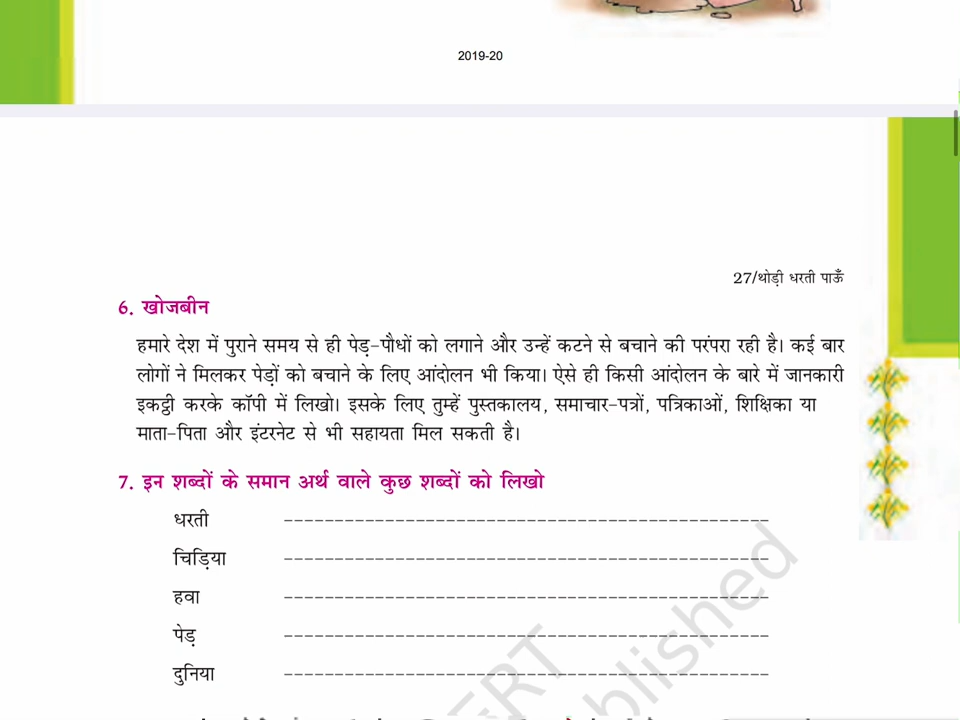 2019-20
27/थोड़ी धरती पाऊँ
6. खोजबीन
हमारे देश में पुराने समय से ही पेड़-पौधों को लगाने और उन्हें कटने से बचाने की परंपरा रही है। कई बार
लोगों ने मिलकर पेड़ों को बचाने के लिए आंदोलन भी किया। ऐसे ही किसी आंदोलन के बारे में जानकारी
इकट्ठी करके कॉपी में लिखो। इसके लिए तुम्हें पुस्तकालय, समाचार-पत्रों, पत्रिकाओं, शिक्षिका या
माता-पिता और इंटरनेट से भी सहायता मिल सकती है।
7. इन शब्दों के समान अर्थ वाले कुछ शब्दों को लिखो
धरती
चिड़िया
हवा
पेड़
दुनिया